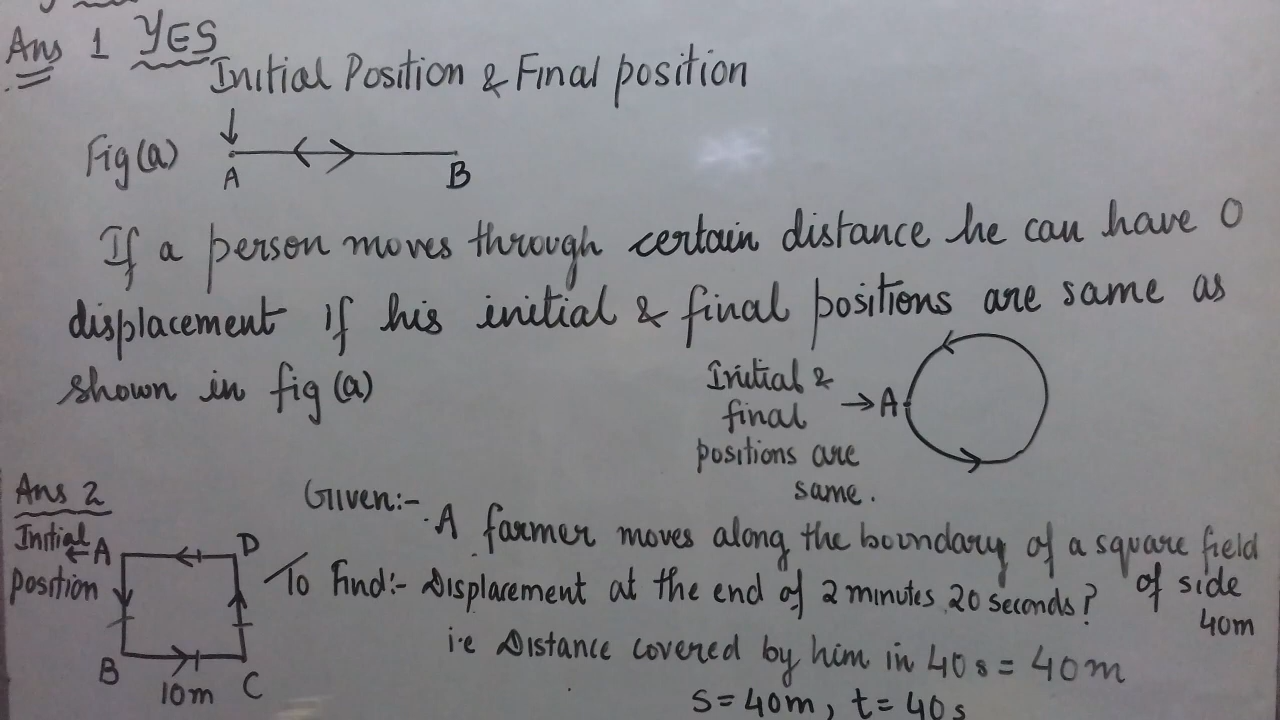 Ans 1 YES
Initial Position & Final position
Fig(a)
A B
If a person moves through certain distance he can have 0
displacement if his initial & final positions are same as
shown in fig (a)
Initial &
final
positions are
same.
→ A
Ans 2
Initial
position
← A D
B 10m C
Given:- A farmer moves along the boundary of a square field
of side
40m
To Find:- Displacement at the end of 2 minutes 20 seconds?
i.e Distance covered by him in 40s = 40m
s = 40m, t = 40s